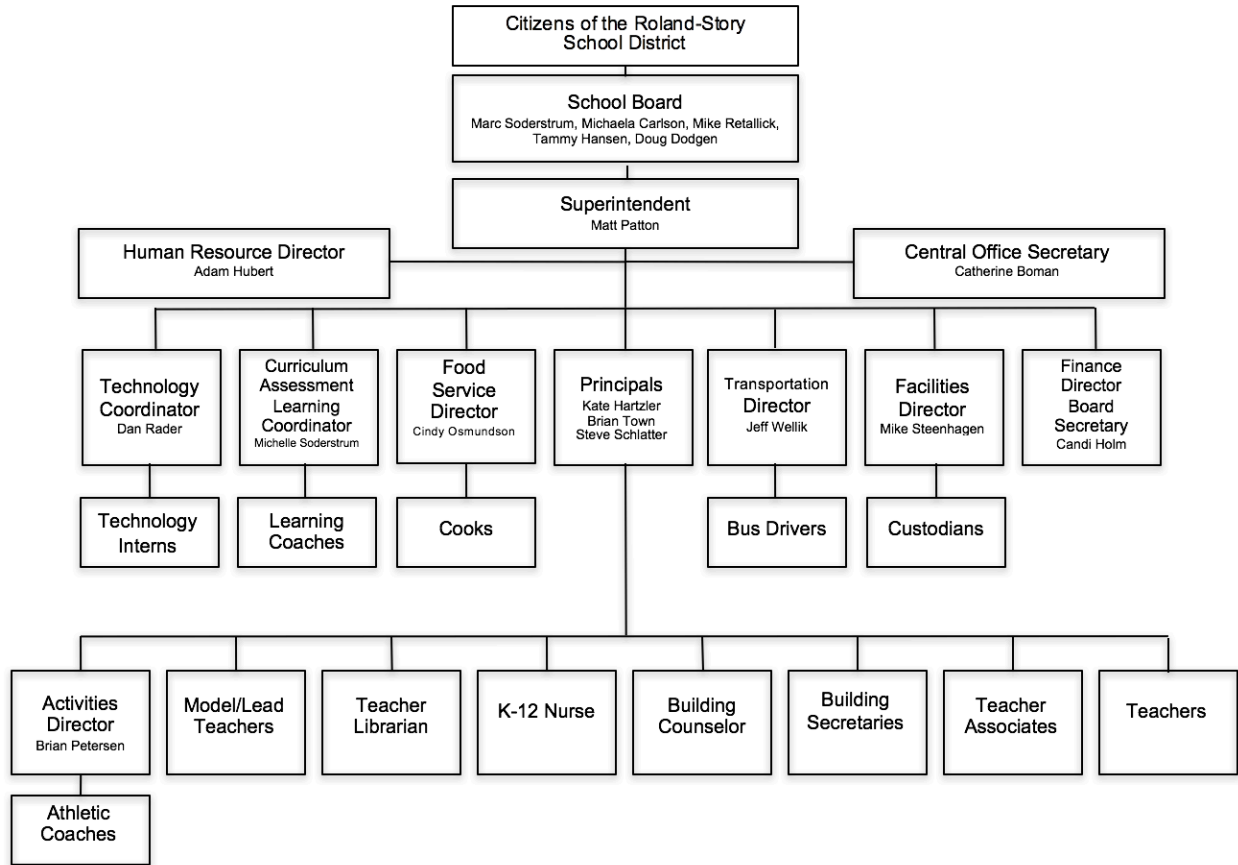 Citizens of the Roland-Story
School District
School Board
Marc Soderstrum, Michaela Carlson, Mike Retallick,
Tammy Hansen, Doug Dodgen
Superintendent
Matt Patton
Human Resource Director
Adam Hubert
Central Office Secretary
Catherine Boman
Technology
Coordinator
Dan Rader
Curriculum
Assessment
Learning
Coordinator
Michelle Soderstrum
Food
Service
Director
Cindy Osmundson
Principals
Kate Hartzler
Brian Town
Steve Schlatter
Transportation
Director
Jeff Wellik
Facilities
Director
Mike Steenhagen
Finance
Director
Board
Secretary
Candi Holm
Technology
Interns
Learning
Coaches
Cooks
Bus Drivers
Custodians
Activities
Director
Brian Petersen
Model/Lead
Teachers
Teacher
Librarian
K-12 Nurse
Building
Counselor
Building
Secretaries
Teacher
Associates
Teachers
Athletic
Coaches